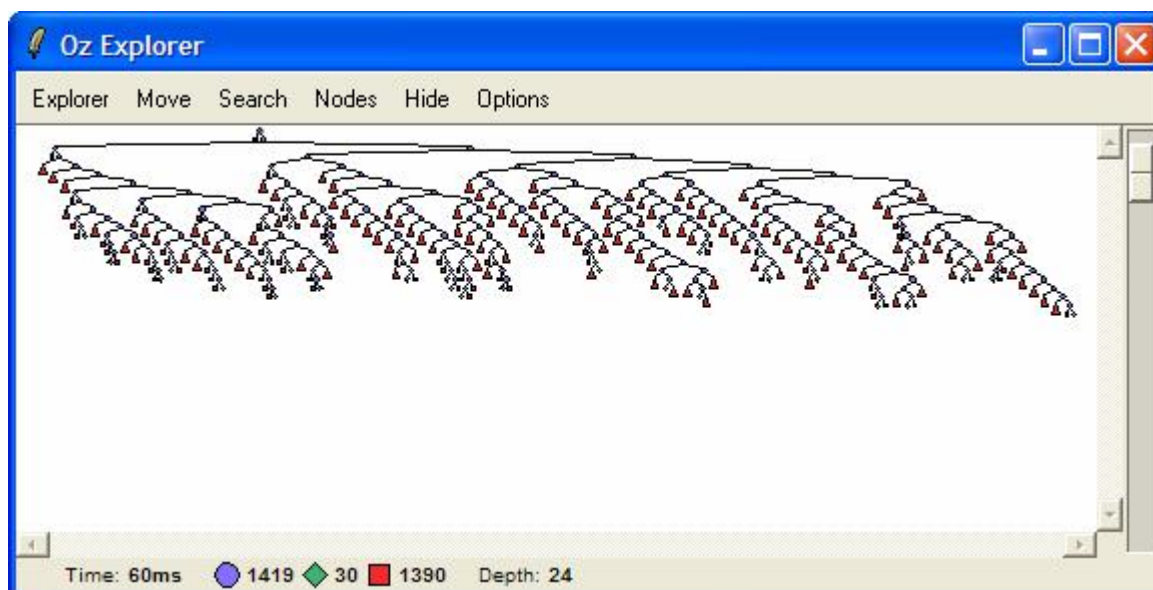 Oz Explorer
Explorer Move Search Nodes Hide Options
Time: 60ms 1419 30 1390 Depth: 24